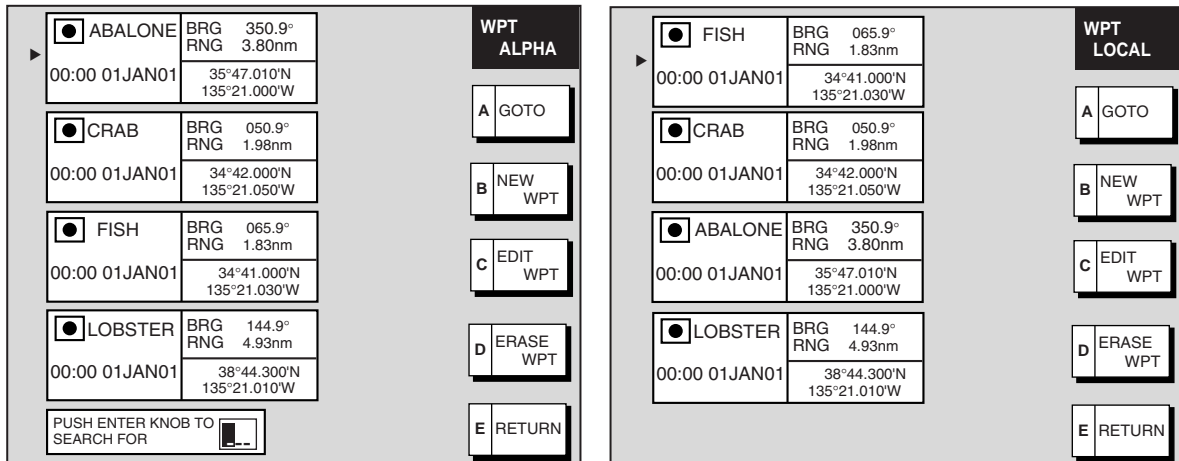 ABALONE BRG 350.9°
RNG 3.80nm
00:00 01JAN01 35°47.010'N
135°21.000'W
CRAB BRG 050.9°
RNG 1.98nm
00:00 01JAN01 34°42.000'N
135°21.050'W
FISH BRG 065.9°
RNG 1.83nm
00:00 01JAN01 34°41.000'N
135°21.030'W
LOBSTER BRG 144.9°
RNG 4.93nm
00:00 01JAN01 38°44.300'N
135°21.010'W
PUSH ENTER KNOB TO
SEARCH FOR
WPT
ALPHA
A GOTO
B NEW
WPT
C EDIT
WPT
D ERASE
WPT
E RETURN
FISH BRG 065.9°
RNG 1.83nm
00:00 01JAN01 34°41.000'N
135°21.030'W
CRAB BRG 050.9°
RNG 1.98nm
00:00 01JAN01 34°42.000'N
135°21.050'W
ABALONE BRG 350.9°
RNG 3.80nm
00:00 01JAN01 35°47.010'N
135°21.000'W
LOBSTER BRG 144.9°
RNG 4.93nm
00:00 01JAN01 38°44.300'N
135°21.010'W
WPT
LOCAL
A GOTO
B NEW
WPT
C EDIT
WPT
D ERASE
WPT
E RETURN